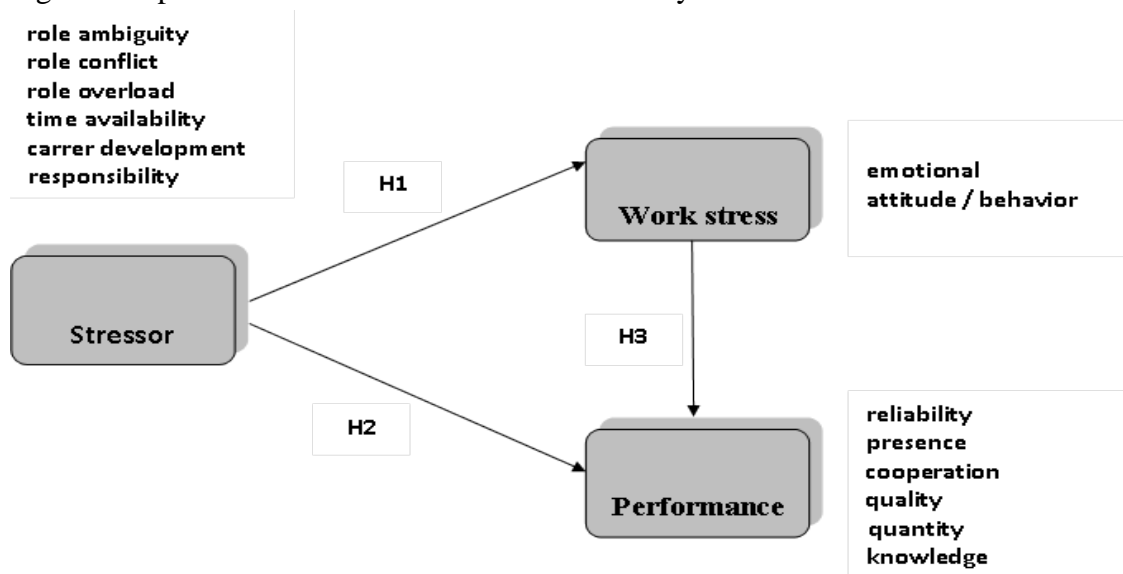 role ambiguity
role conflict
role overload
time availability
carrer development
responsibility
H1
Work stress
emotional
attitude / behavior
Stressor
H3
H2
Performance
reliability
presence
cooperation
quality
quantity
knowledge